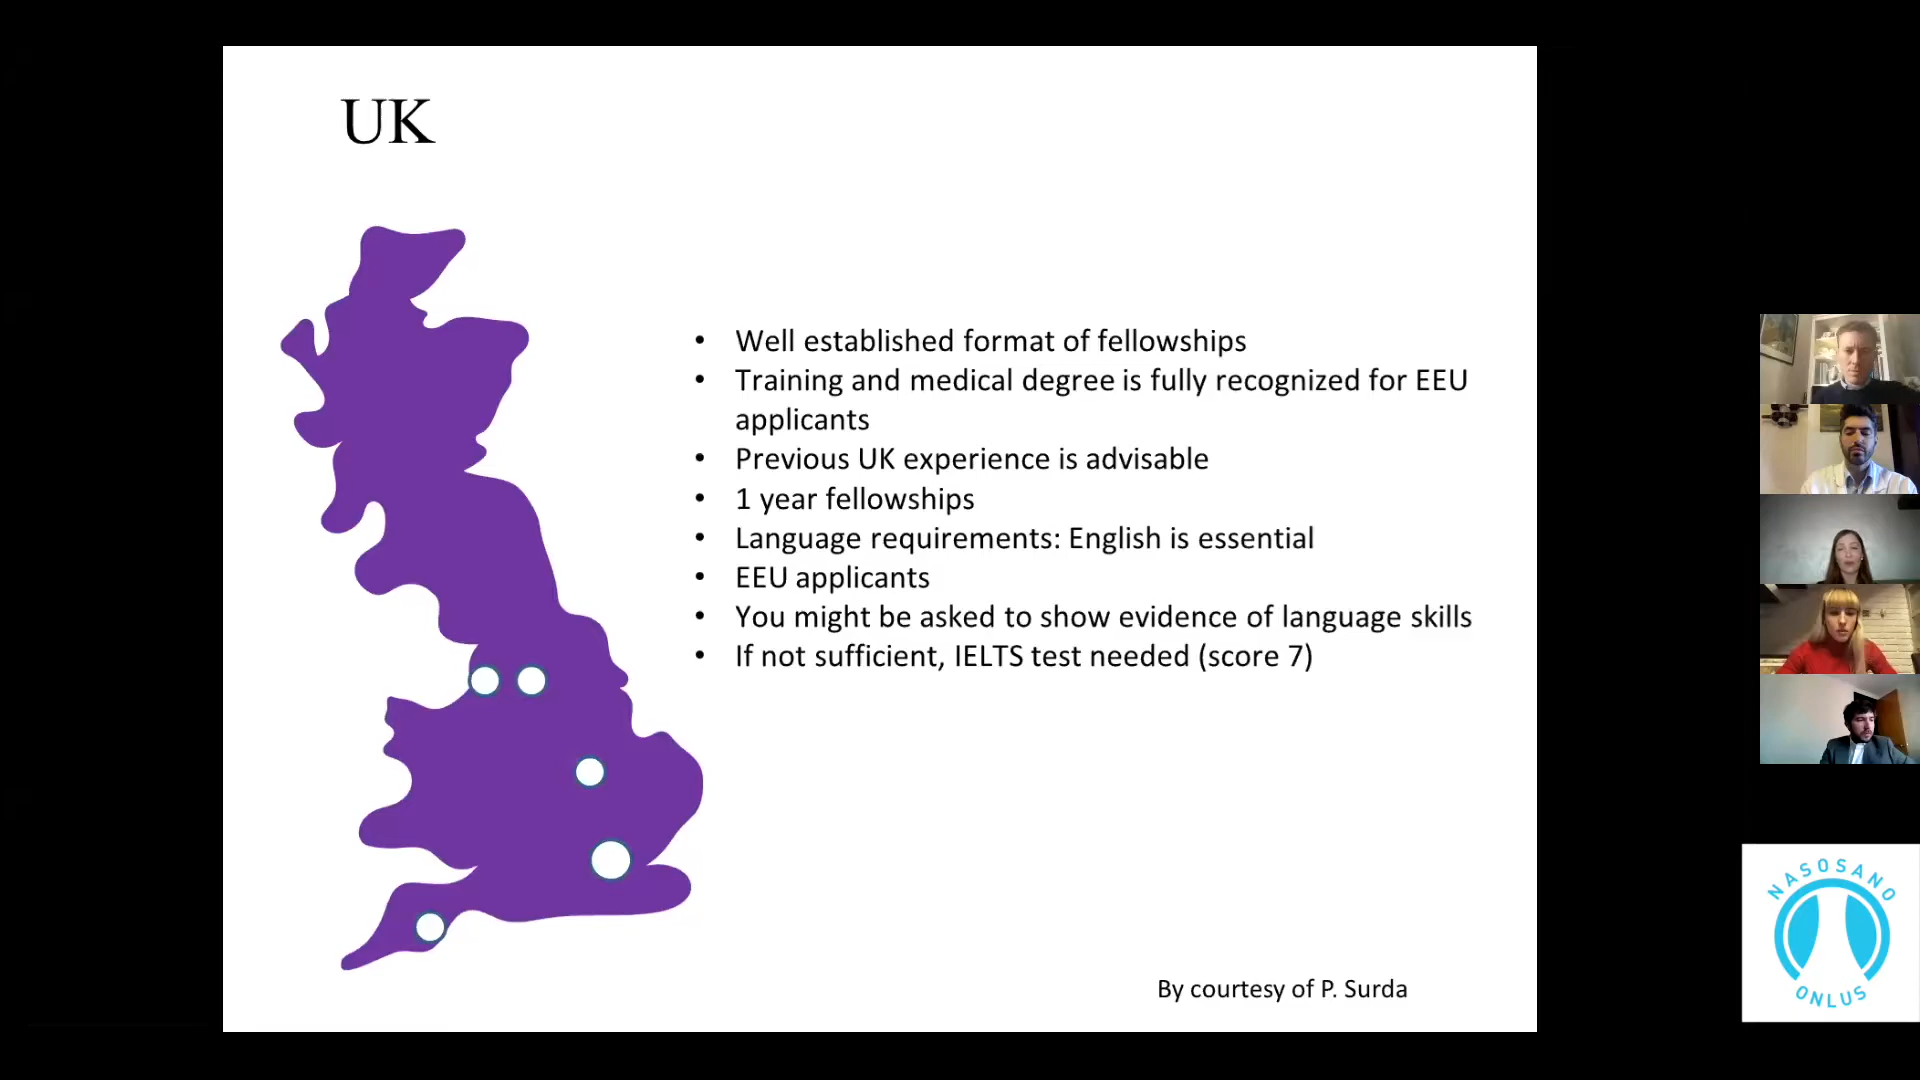 UK
• Well established format of fellowships
• Training and medical degree is fully recognized for EEU
applicants
• Previous UK experience is advisable
• 1 year fellowships
• Language requirements: English is essential
• EEU applicants
• You might be asked to show evidence of language skills
• If not sufficient, IELTS test needed (score 7)
By courtesy of P. Surda
NASOSANO
ONLUS